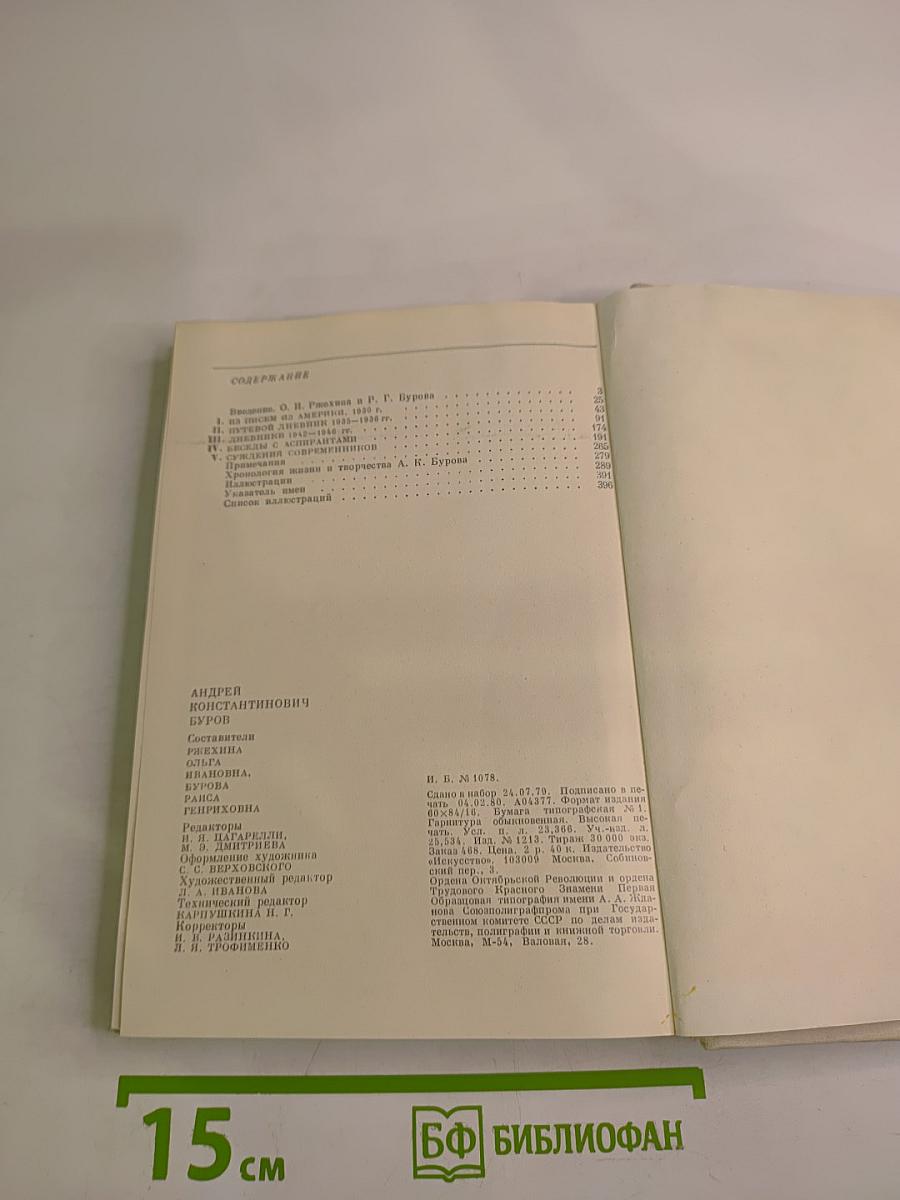 СОДЕРЖАНИЕ
Введение. О. И. Ржехина и Р. Г. Бурова 3
I. ИЗ ПИСЕМ ИЗ АМЕРИКИ. 1930 г. 25
II. ПУТЕВОЙ ДНЕВНИК 1935—1936 гг. 43
III. ДНЕВНИКИ 1942—1946 гг. 91
IV. БЕСЕДЫ С АСПИРАНТАМИ 174
V. СУЖДЕНИЯ СОВРЕМЕННИКОВ 191
Примечания 265
Хронология жизни и творчества А. К. Бурова 279
Иллюстрации 289
Указатель имен 391
Список иллюстраций 396
АНДРЕЙ
КОНСТАНТИНОВИЧ
БУРОВ
Составители
РЖЕХИНА
ОЛЬГА
ИВАНОВНА,
БУРОВА
РАИСА
ГЕНРИХОВНА
Редакторы
И. Я. ЦАГАРЕЛЛИ,
М. Э. ДМИТРИЕВА
Оформление художника
С. С. ВЕРХОВСКОГО
Художественный редактор
Л. А. ИВАНОВА
Технический редактор
КАРПУШКИНА Н. Г.
Корректоры
И. В. РАЗИНКИНА,
Л. Я. ТРОФИМЕНКО
И. Б. № 1078.
Сдано в набор 24.07.79. Подписано в пе-
чать 04.02.80. А04377. Формат издания
60×84/16. Бумага типографская № 1.
Гарнитура обыкновенная. Высокая пе-
чать. Усл. п. л. 23,366. Уч.-изд. л.
25,534. Изд. № 1213. Тираж 30 000 экз.
Заказ 468. Цена. 2 р. 40 к. Издательство
«Искусство», 103009 Москва, Собинов-
ский пер., 3.
Ордена Октябрьской Революции и ордена
Трудового Красного Знамени Первая
Образцовая типография имени А. А. Жда-
нова Союзполиграфпрома при Государ-
ственном комитете СССР по делам изда-
тельств, полиграфии и книжной торговли.
Москва, М-54, Валовая, 28.
15 см
БФ БИБЛИОФАН